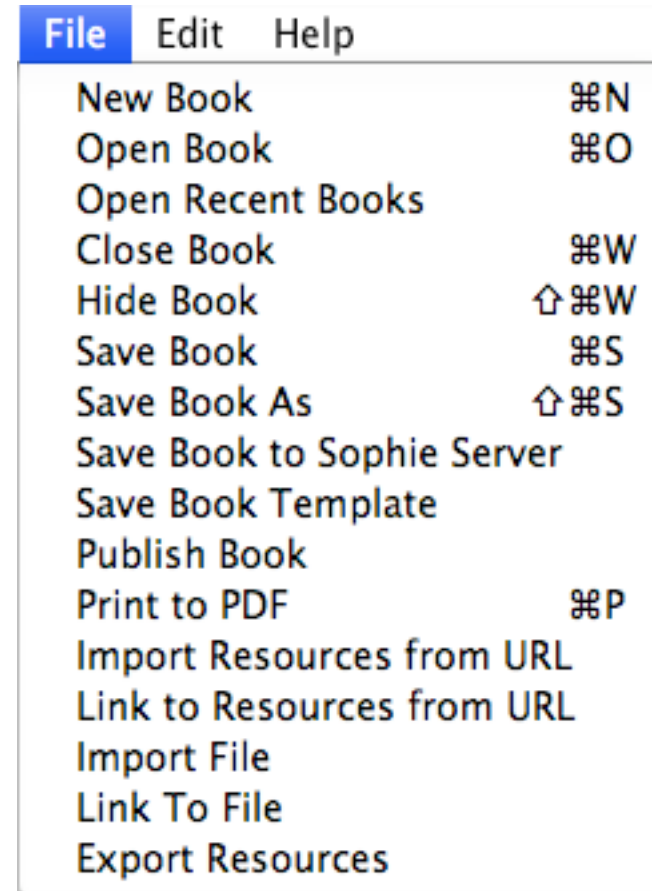 File Edit Help
New Book ⌘N
Open Book ⌘O
Open Recent Books
Close Book ⌘W
Hide Book ⇧⌘W
Save Book ⌘S
Save Book As ⇧⌘S
Save Book to Sophie Server
Save Book Template
Publish Book
Print to PDF ⌘P
Import Resources from URL
Link to Resources from URL
Import File
Link To File
Export Resources